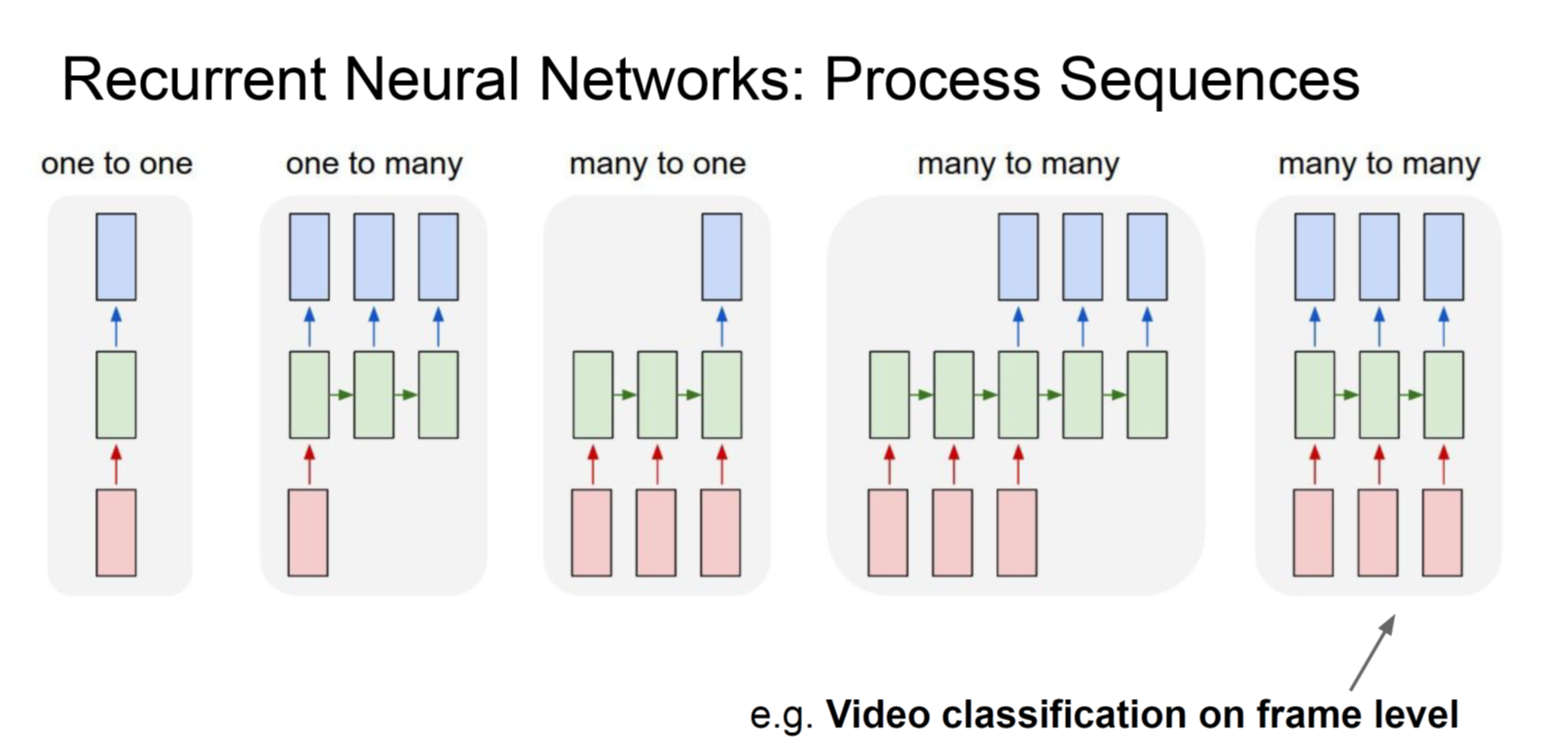 Recurrent Neural Networks: Process Sequences
one to one
one to many
many to one
many to many
many to many
e.g. Video classification on frame level